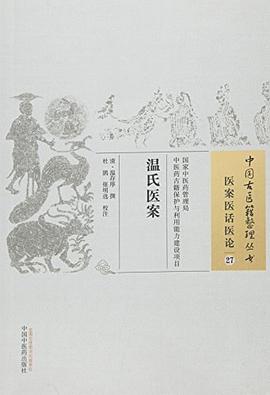 中国古医籍整理丛书
医案医话医论
27
国家中医药管理局
中医药古籍保护与利用能力建设项目
温氏医案
清·温存厚 撰
杜鹃 张明选 校注
中国中医药出版社